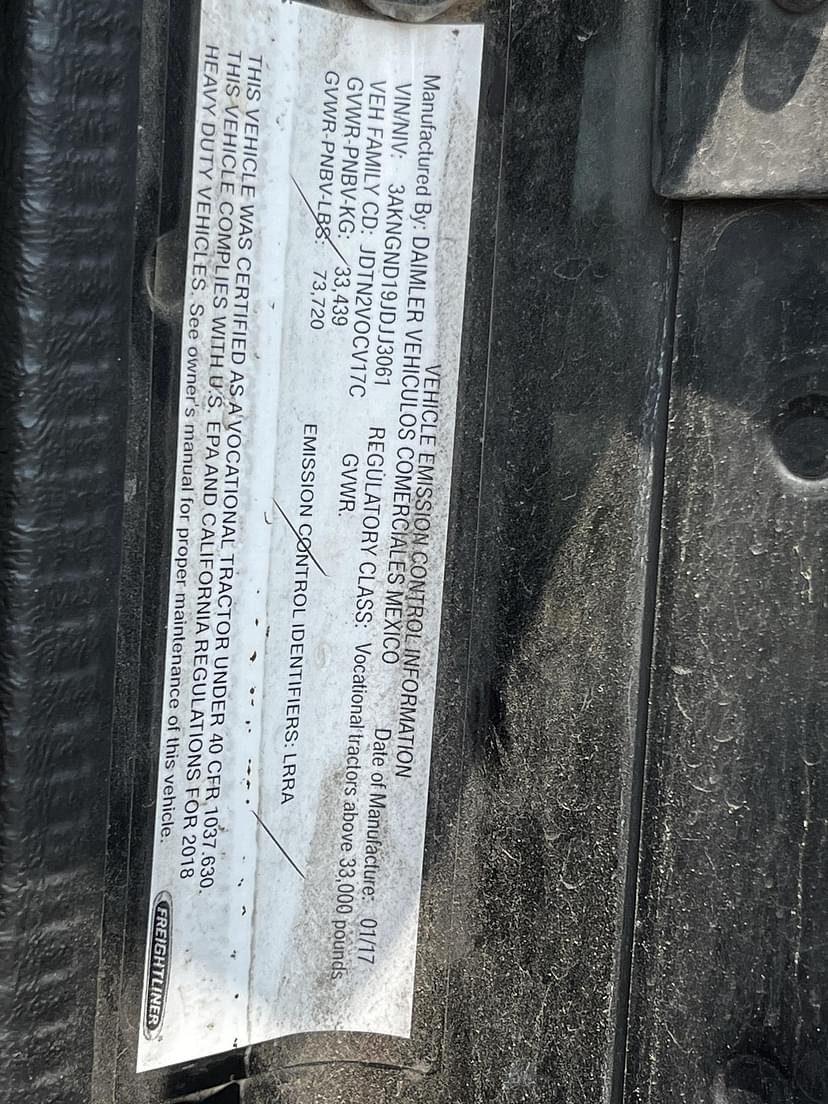 VEHICLE EMISSION CONTROL INFORMATION
Manufactured By: DAIMLER VEHICULOS COMERCIALES MEXICO Date of Manufacture: 01/17
VIN/NIV: 3AKNGND19JDJJ3061
VEH FAMILY CD: JDTN2VOCV17C REGULATORY CLASS: Vocational tractors above 33,000 pounds
GVWR-PNBV-KG: 33,439 GVWR.
GVWR-PNBV-LBS: 73,720
EMISSION CONTROL IDENTIFIERS: LRRA
THIS VEHICLE WAS CERTIFIED AS A VOCATIONAL TRACTOR UNDER 40 CFR 1037.630.
THIS VEHICLE COMPLIES WITH U.S. EPA AND CALIFORNIA REGULATIONS FOR 2018
HEAVY DUTY VEHICLES. See owner's manual for proper maintenance of this vehicle.
FREIGHTLINER